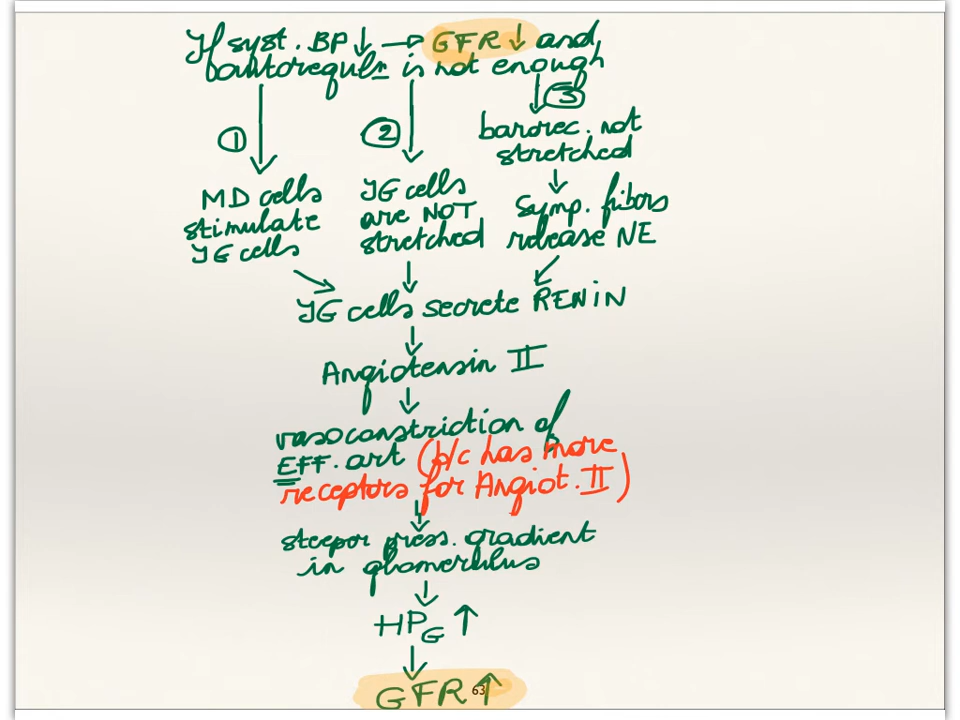 If syst. BP ↓ → GFR ↓ and
autoreguln is not enough
① ② ③
MD cells
stimulate
JG cells
JG cells
are NOT
stretched
barorec. not
stretched
↓
symp. fibers
release NE
JG cells secrete RENiN
↓
Angiotensin II
↓
vasoconstriction of
EFF. art (b/c has more
receptors for Angiot. II)
↓
steeper press. gradient
in glomerulus
↓
HPG ↑
↓
GFR ↑
63